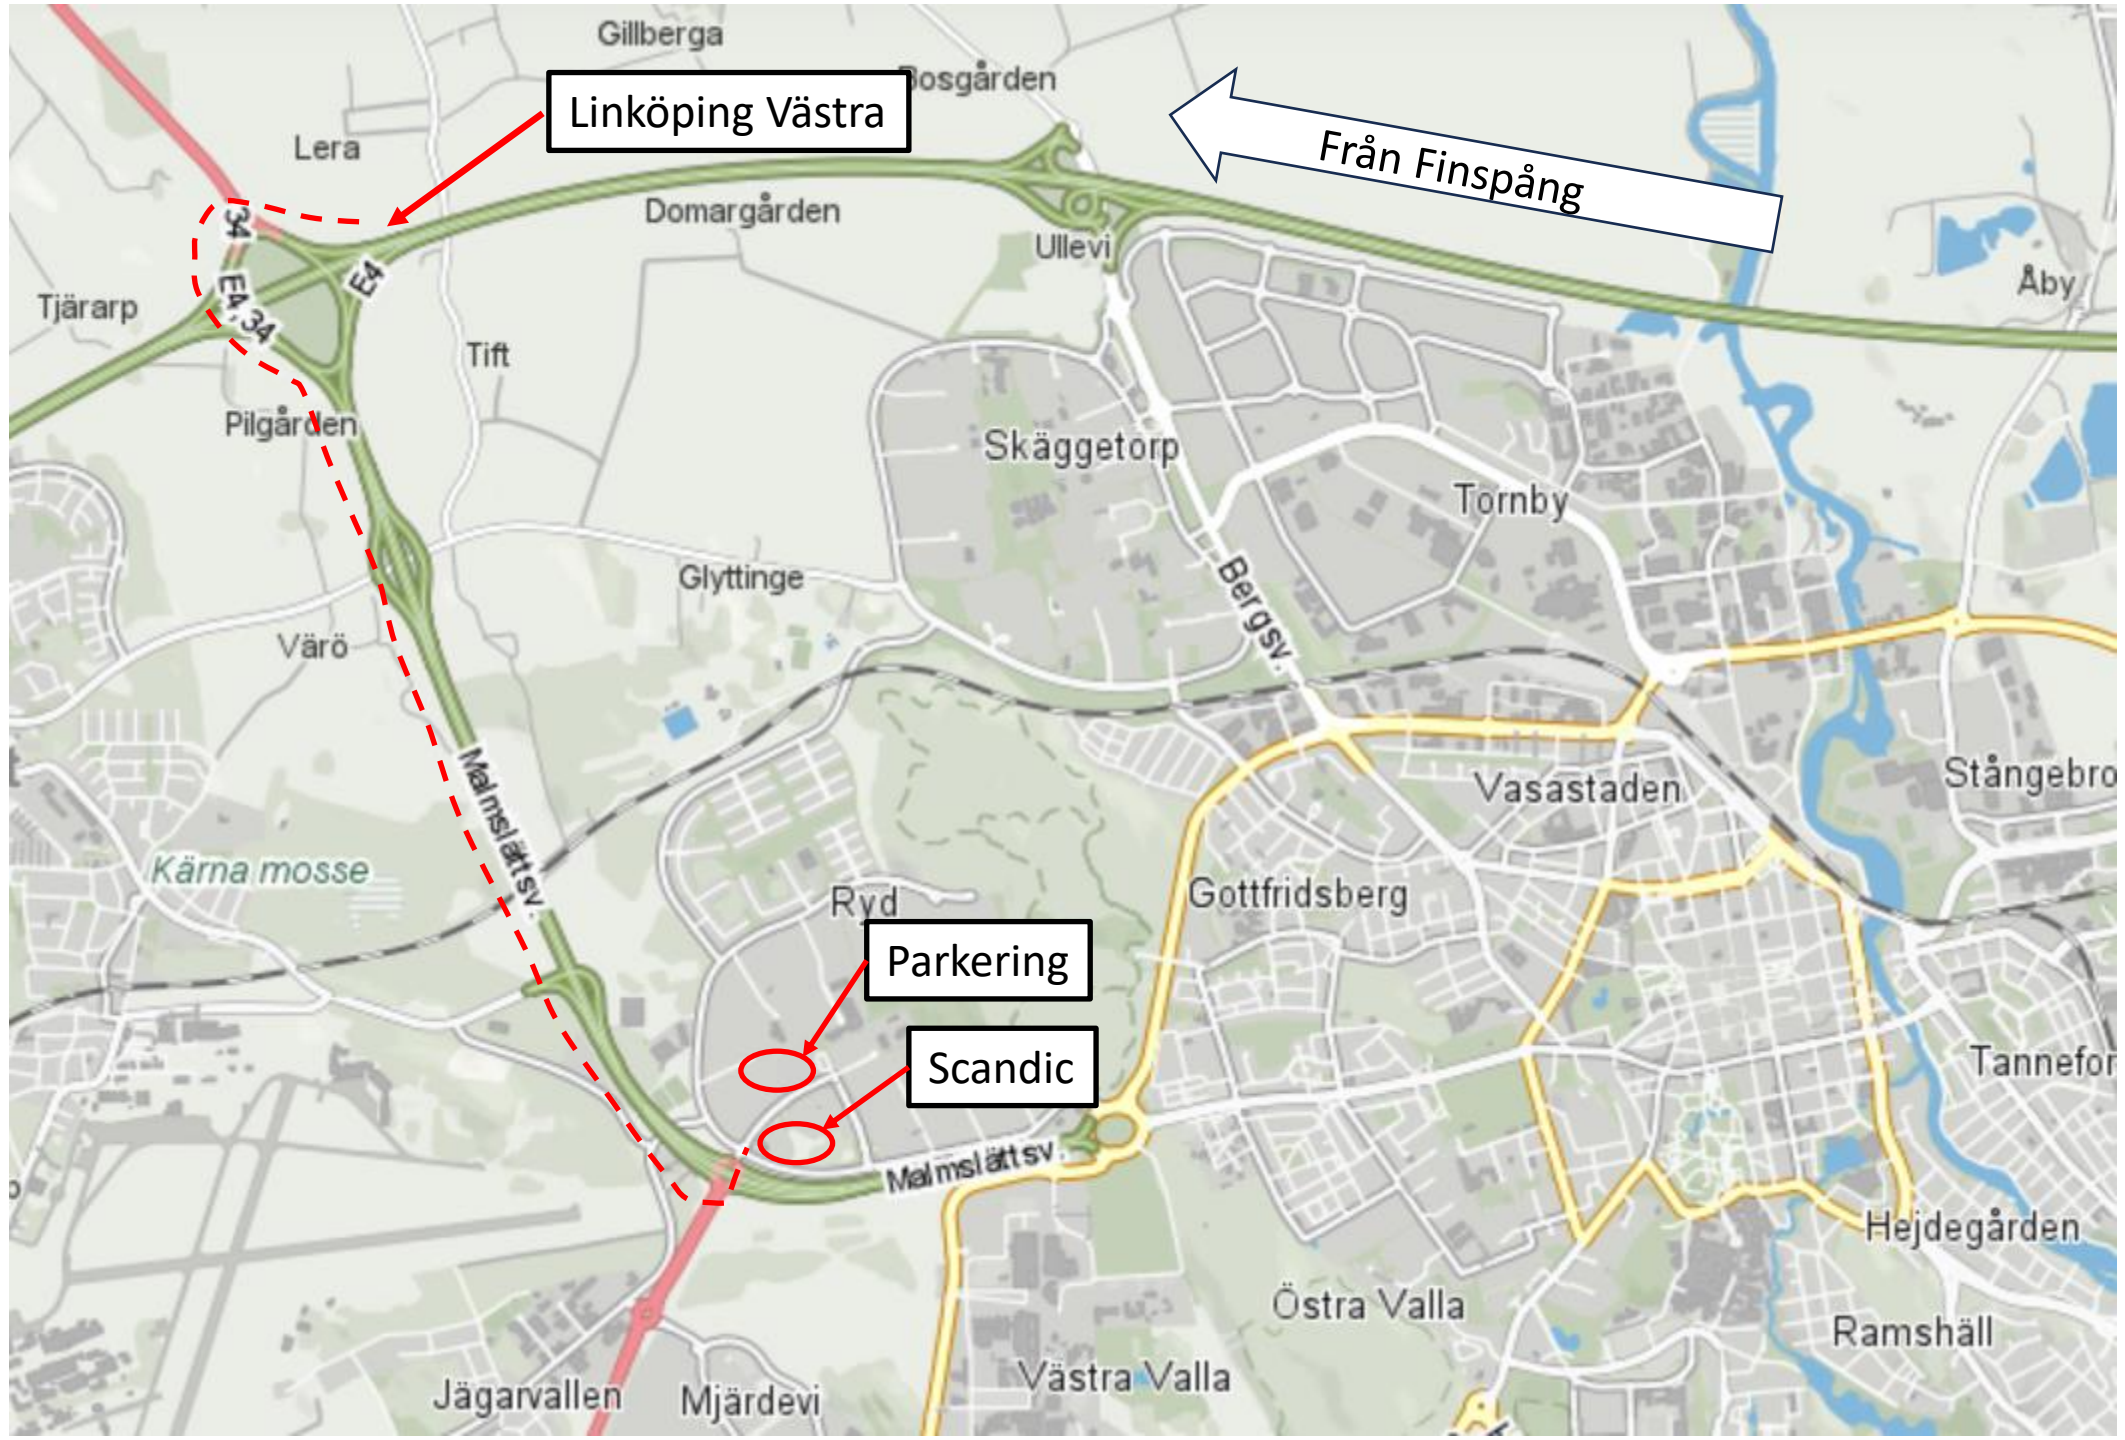 Gillberga
Bosgården
Linköping Västra
Från Finspång
Lera
Domargården
34
Ullevi
E4
E4, 34
Åby
Tjärarp
Tift
Pilgården
Skäggetorp
Tornby
Glyttinge
Bergsv.
Värö
Malmslättsv.
Vasastaden
Stångebro
Kärna mosse
Ryd
Gottfridsberg
Parkering
Scandic
Tannefor
Malmslättsv.
Hejdegården
Östra Valla
Ramshäll
Västra Valla
Jägarvallen
Mjärdevi